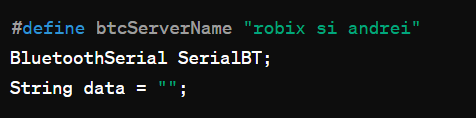 #define btcServerName "robix si andrei"
BluetoothSerial SerialBT;
String data = "";